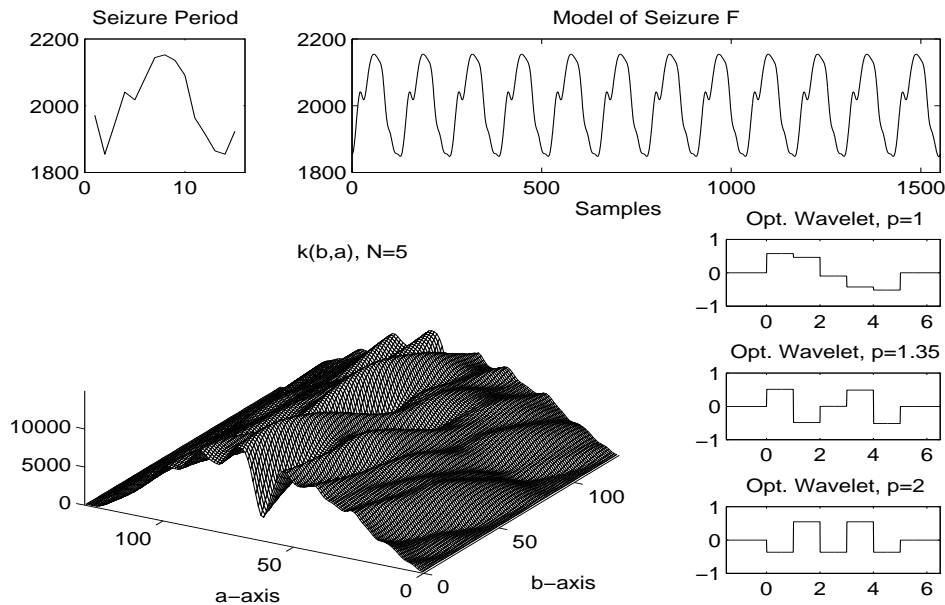 Seizure Period
2200
2000
1800
0 10
Model of Seizure F
2200
2000
1800
0 500 1000 1500
Samples
k(b,a), N=5
10000
5000
0
100 50 0
a−axis
0 50 100
b−axis
Opt. Wavelet, p=1
1
0
−1
0 2 4 6
Opt. Wavelet, p=1.35
1
0
−1
0 2 4 6
Opt. Wavelet, p=2
1
0
−1
0 2 4 6